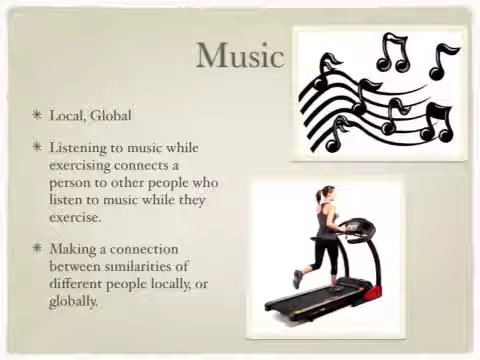 Music
Local, Global
Listening to music while
exercising connects a
person to other people who
listen to music while they
exercise.
Making a connection
between similarities of
different people locally, or
globally.